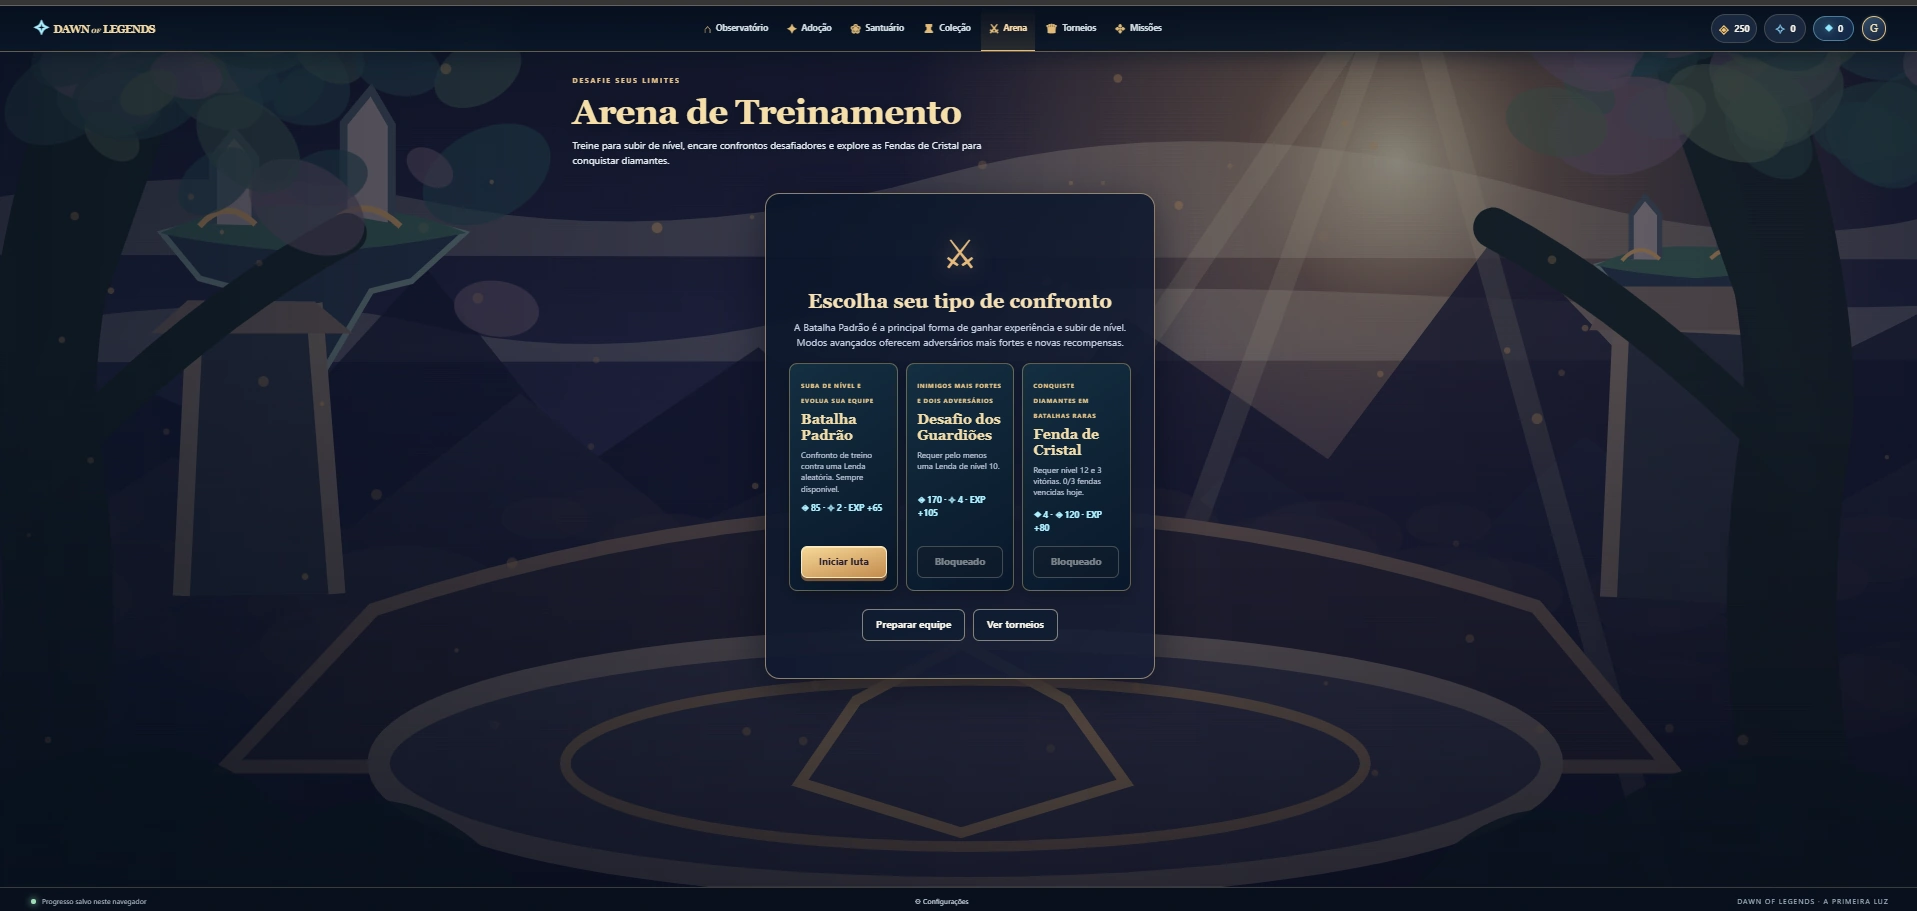 DAWN OF LEGENDS
Observatório
Adoção
Santuário
Coleção
Arena
Torneios
Missões
250
0
0
G
DESAFIE SEUS LIMITES
Arena de Treinamento
Treine para subir de nível, encare confrontos desafiadores e explore as Fendas de Cristal para
conquistar diamantes.
Escolha seu tipo de confronto
A Batalha Padrão é a principal forma de ganhar experiência e subir de nível.
Modos avançados oferecem adversários mais fortes e novas recompensas.
SUBA DE NÍVEL E
EVOLUA SUA EQUIPE
Batalha
Padrão
Confronto de treino
contra uma Lenda
aleatória. Sempre
disponível.
◆ 85 · ✧ 2 · EXP +65
Iniciar luta
INIMIGOS MAIS FORTES
E DOIS ADVERSÁRIOS
Desafio dos
Guardiões
Requer pelo menos
uma Lenda de nível 10.
◆ 170 · ✧ 4 · EXP
+105
Bloqueado
CONQUISTE
DIAMANTES EM
BATALHAS RARAS
Fenda de
Cristal
Requer nível 12 e 3
vitórias. 0/3 fendas
vencidas hoje.
◆ 4 · ◆ 120 · EXP
+80
Bloqueado
Preparar equipe
Ver torneios
Progresso salvo neste navegador
⚙ Configurações
DAWN OF LEGENDS · A PRIMEIRA LUZ